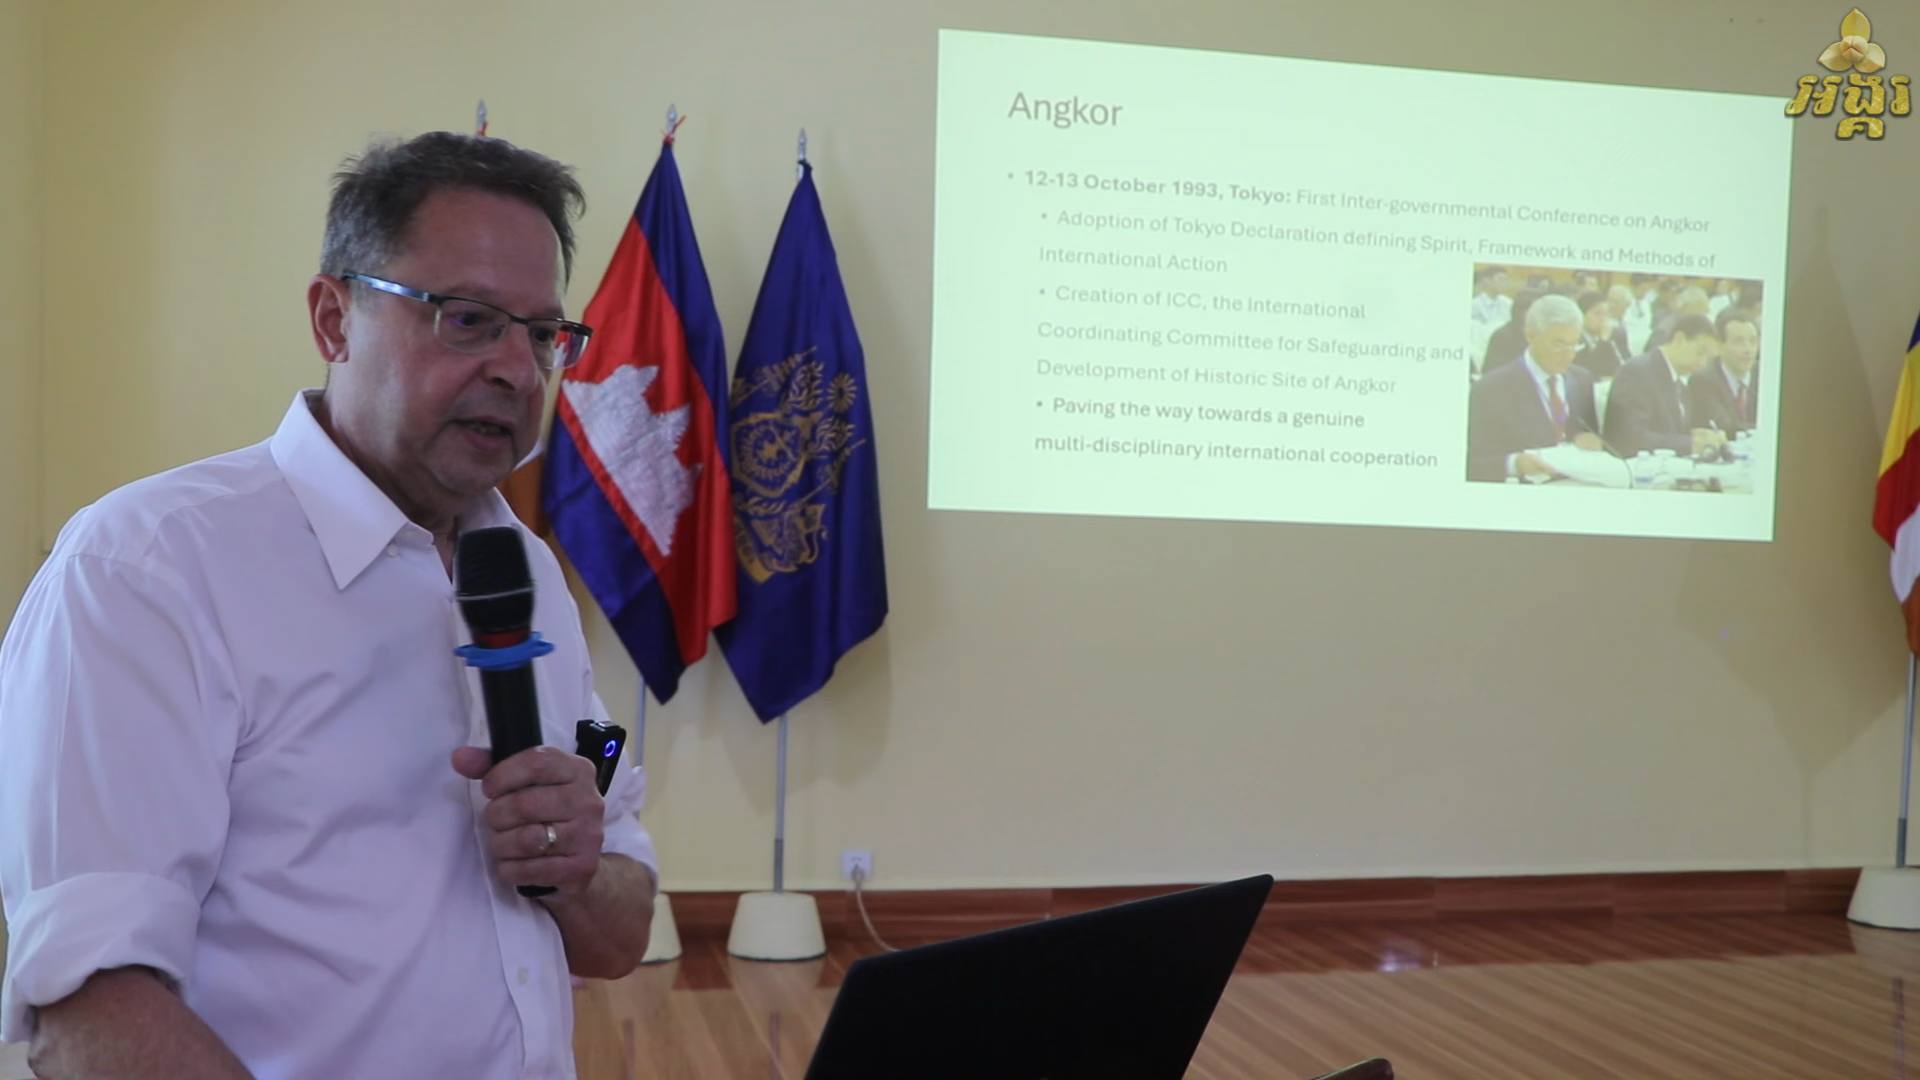 អង្គរ
Angkor
• 12-13 October 1993, Tokyo: First Inter-governmental Conference on Angkor
• Adoption of Tokyo Declaration defining Spirit, Framework and Methods of
International Action
• Creation of ICC, the International
Coordinating Committee for Safeguarding and
Development of Historic Site of Angkor
• Paving the way towards a genuine
multi-disciplinary international cooperation